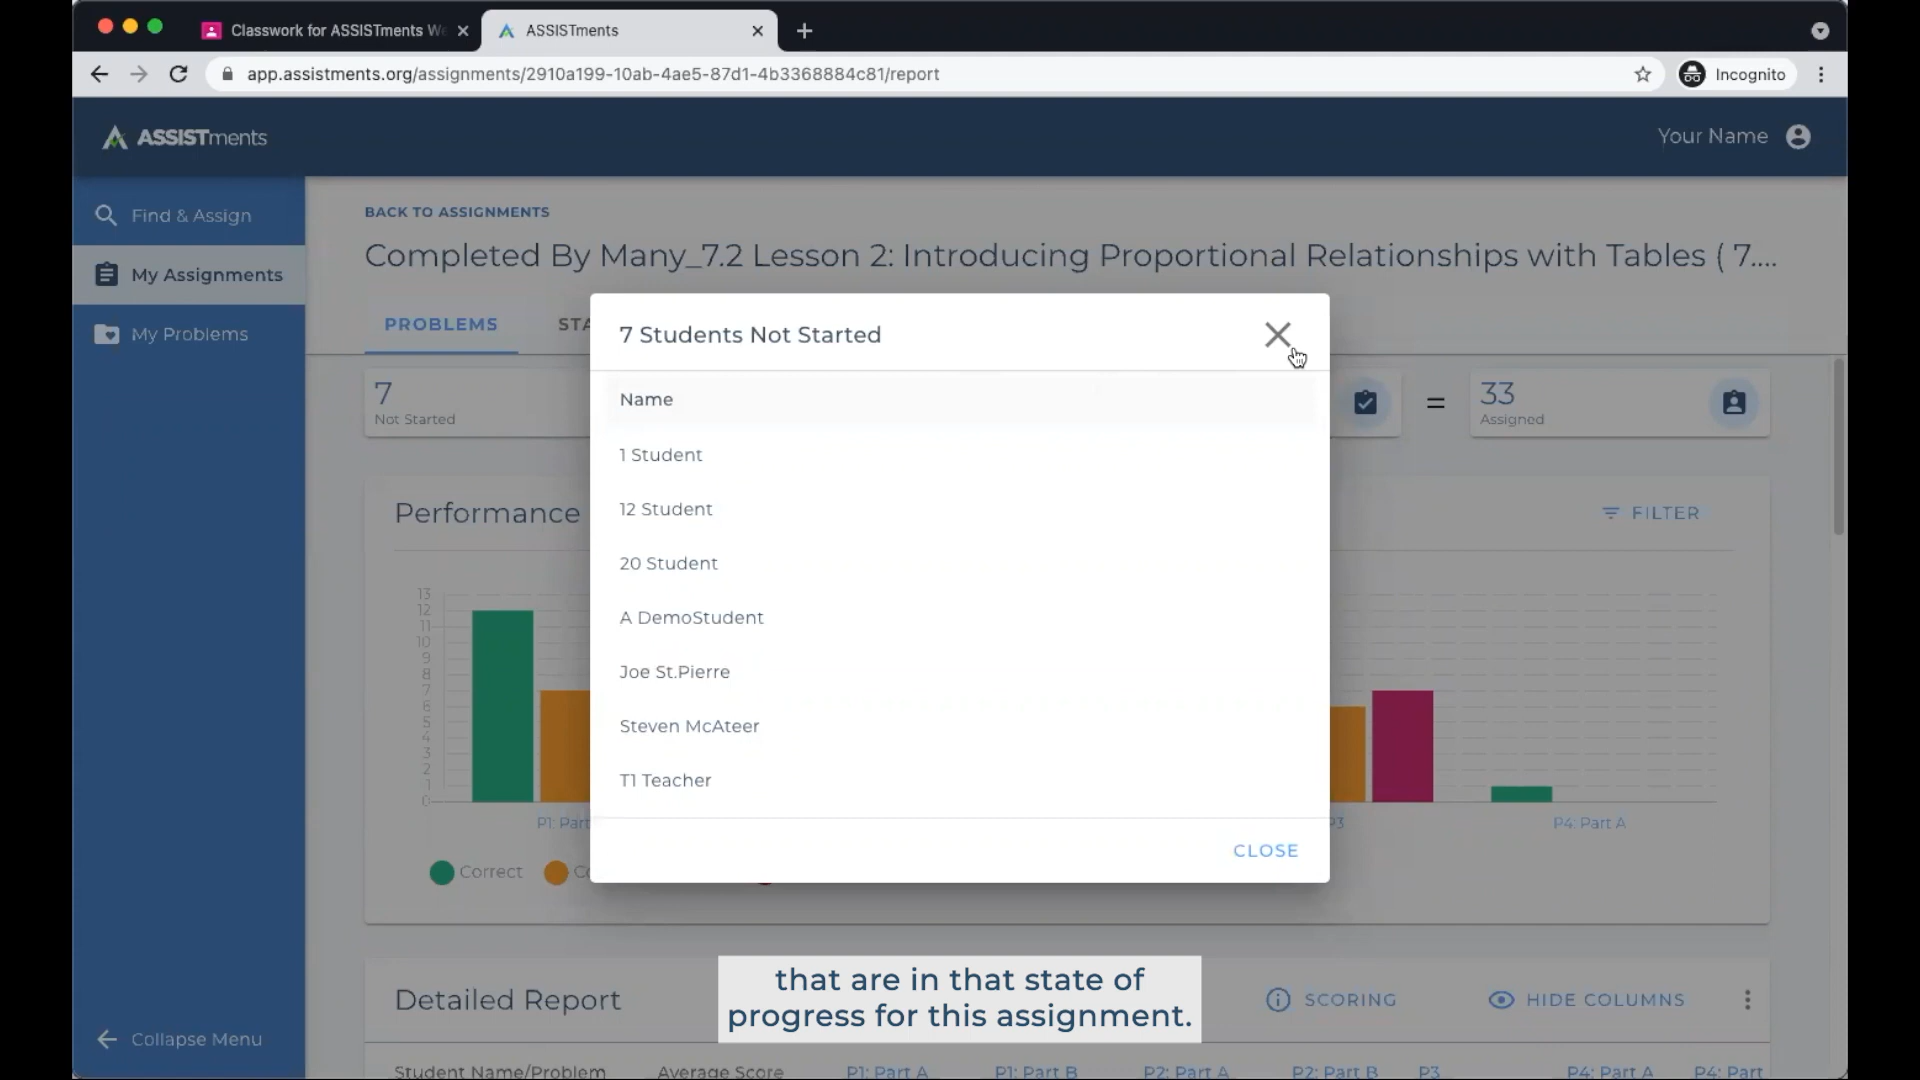 Classwork for ASSISTments We
ASSISTments
app.assistments.org/assignments/2910a199-10ab-4ae5-87d1-4b3368884c81/report
Incognito
ASSISTments
Your Name
Find & Assign
My Assignments
My Problems
Collapse Menu
BACK TO ASSIGNMENTS
Completed By Many_7.2 Lesson 2: Introducing Proportional Relationships with Tables ( 7....
PROBLEMS
STA
7
Not Started
=
33
Assigned
Performance
FILTER
13
12
11
10
9
8
7
6
5
4
3
2
1
0
P1: Part
P3
P4: Part A
Correct
Co
7 Students Not Started
Name
1 Student
12 Student
20 Student
A DemoStudent
Joe St.Pierre
Steven McAteer
T1 Teacher
CLOSE
Detailed Report
SCORING
HIDE COLUMNS
Student Name/Problem Average Score P1: Part A P1: Part B P2: Part A P2: Part B P3 P4: Part A P4: Part
that are in that state of
progress for this assignment.